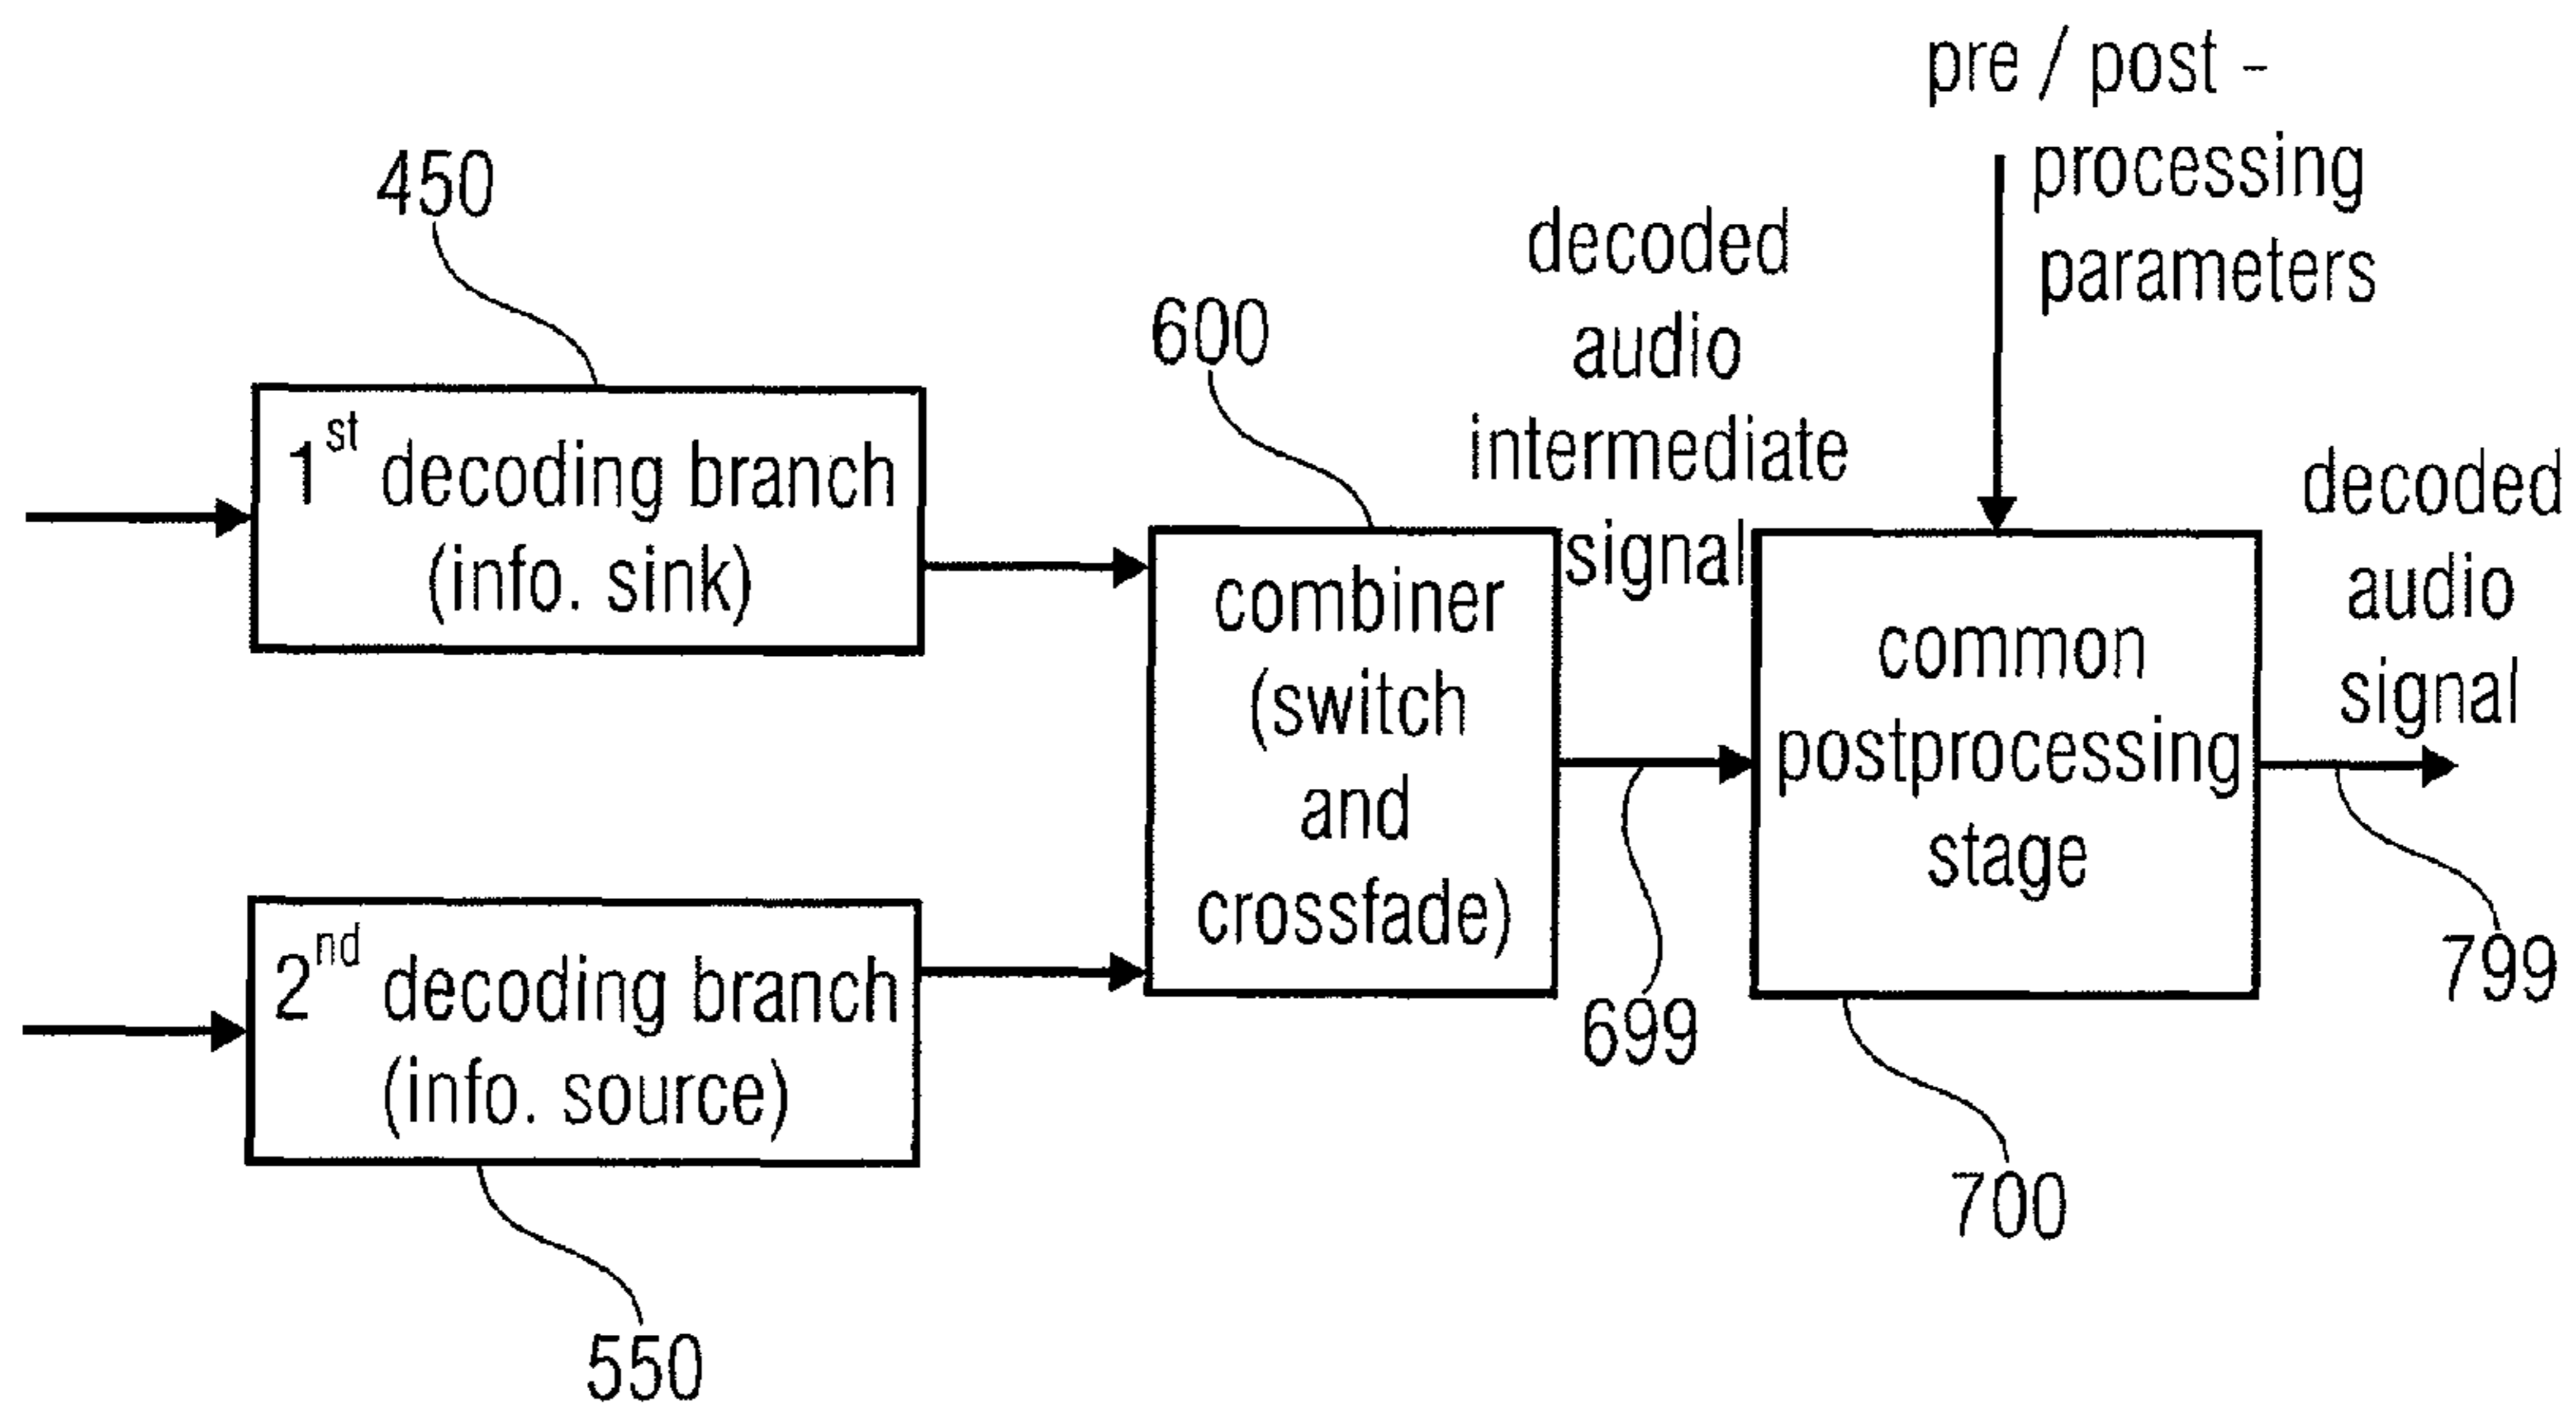 pre / post -
processing
parameters
450
decoded
audio
intermediate
signal
600
1st decoding branch
(info. sink)
combiner
(switch
and
crossfade)
common
postprocessing
stage
decoded
audio
signal
2nd decoding branch
(info. source)
699
799
700
550